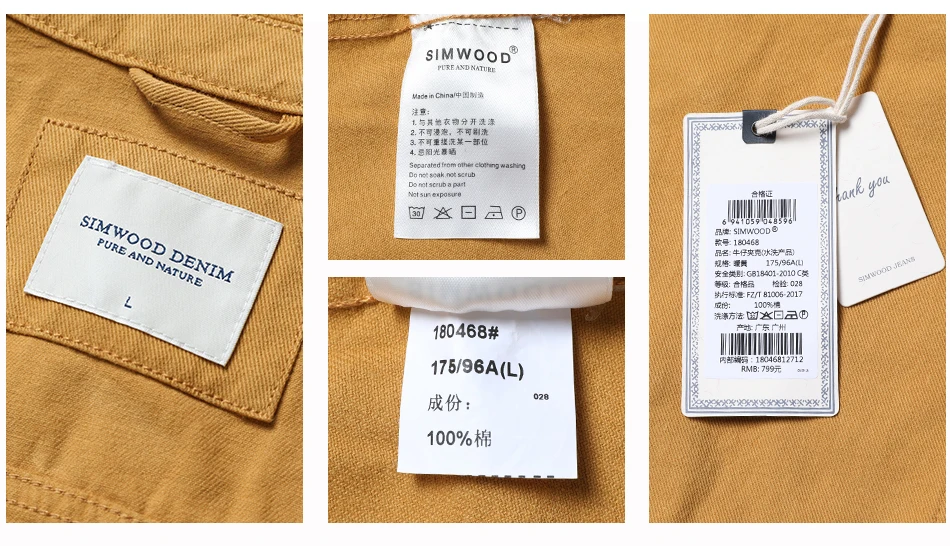 SIMWOOD DENIM
PURE AND NATURE
L
SIMWOOD®
PURE AND NATURE
Made in China/中国制造
注意:
1. 与其他衣物分开洗涤
2. 不可浸泡，不可刷洗
3. 不可重搓洗某一部位
4. 忌阳光暴晒
Separated from other clothing washing
Do not soak not scrub
Do not scrub a part
Not sun exposure
30
P
180468#
175/96A(L)
成份：
028
100%棉
合格证
6 941059 048596
品牌: SIMWOOD®
款号: 180468
品名: 牛仔夹克(水洗产品)
规格: 暖黄 175/96A(L)
安全类别: GB18401-2010 C类
等级: 合格品 检验: 028
执行标准: FZ/T 81006-2017
成份: 100%棉
洗涤方法:
产地: 广东 广州
内部编码: 18046812712
RMB: 799元
hank you
SIMWOOD JEANS